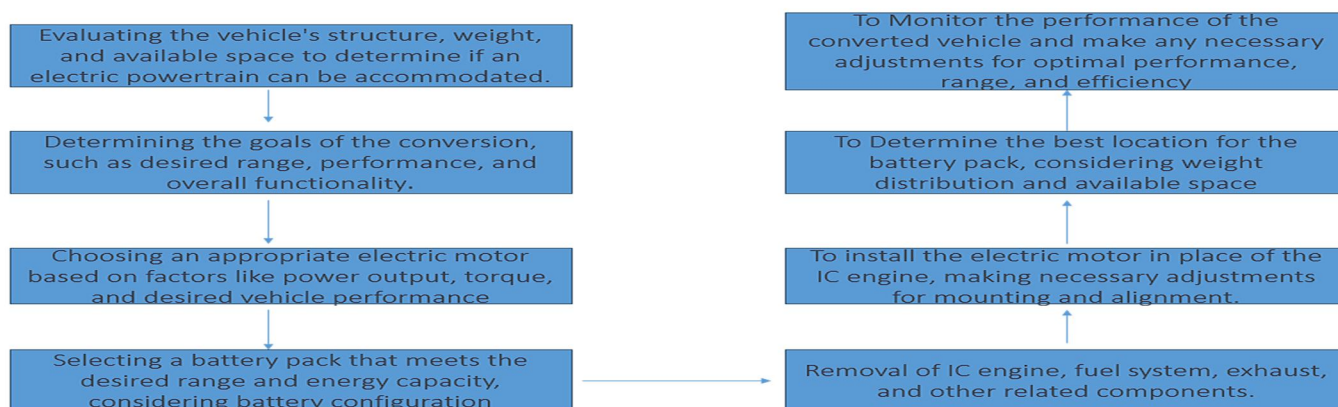 Evaluating the vehicle's structure, weight,
and available space to determine if an
electric powertrain can be accommodated.
Determining the goals of the conversion,
such as desired range, performance, and
overall functionality.
Choosing an appropriate electric motor
based on factors like power output, torque,
and desired vehicle performance
Selecting a battery pack that meets the
desired range and energy capacity,
considering battery configuration
Removal of IC engine, fuel system, exhaust,
and other related components.
To install the electric motor in place of the
IC engine, making necessary adjustments
for mounting and alignment.
To Determine the best location for the
battery pack, considering weight
distribution and available space
To Monitor the performance of the
converted vehicle and make any necessary
adjustments for optimal performance,
range, and efficiency